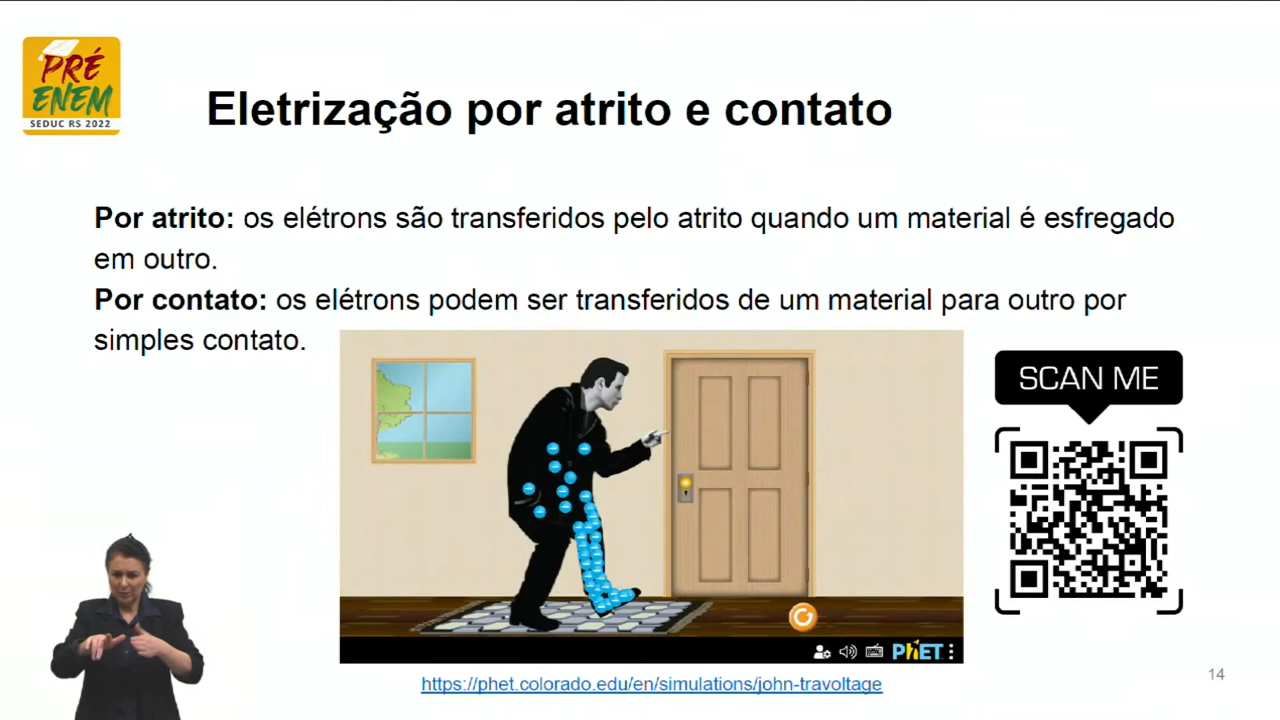 PRÉ
ENEM
SEDUC RS 2022
Eletrização por atrito e contato
Por atrito: os elétrons são transferidos pelo atrito quando um material é esfregado
em outro.
Por contato: os elétrons podem ser transferidos de um material para outro por
simples contato.
SCAN ME
PhET
https://phet.colorado.edu/en/simulations/john-travoltage
14